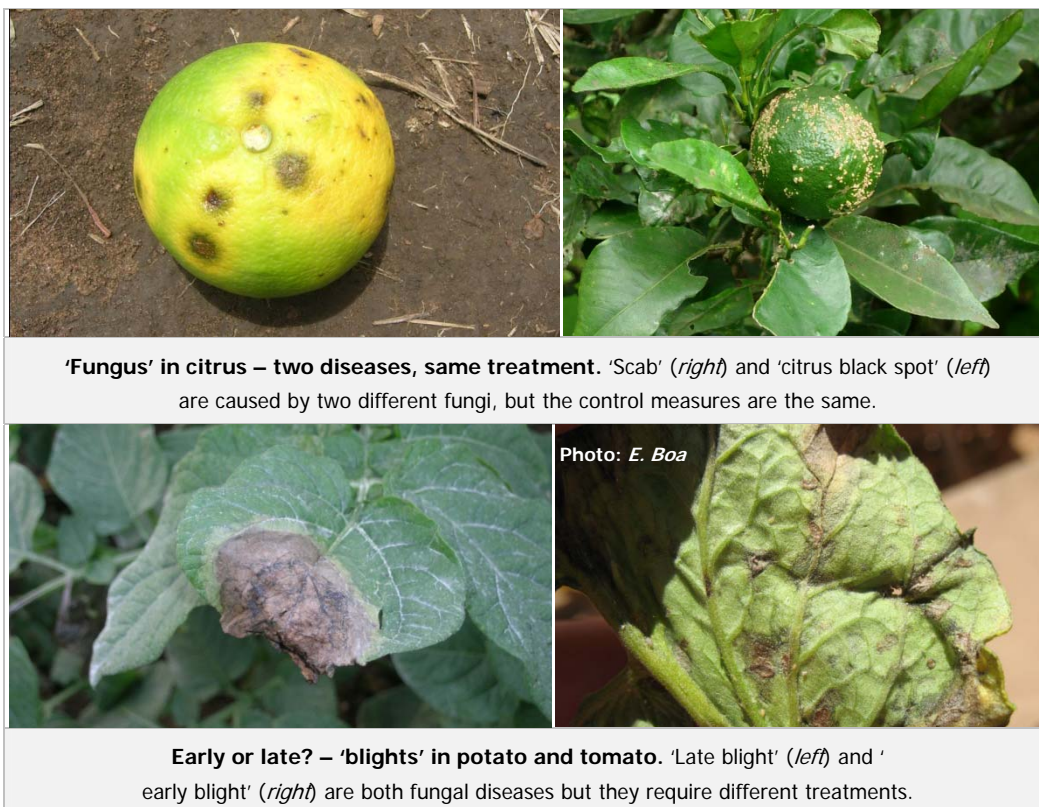 ‘Fungus’ in citrus – two diseases, same treatment. ‘Scab’ (right) and ‘citrus black spot’ (left)
are caused by two different fungi, but the control measures are the same.
Photo: E. Boa
Early or late? – ‘blights’ in potato and tomato. ‘Late blight’ (left) and ‘
early blight’ (right) are both fungal diseases but they require different treatments.